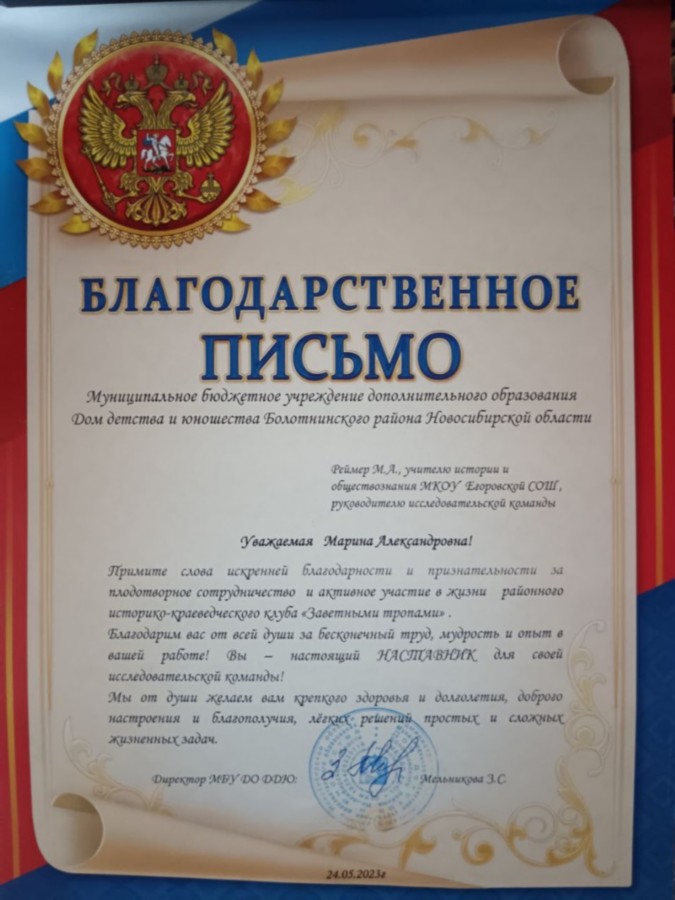 БЛАГОДАРСТВЕННОЕ
ПИСЬМО
Муниципальное бюджетное учреждение дополнительного образования
Дом детства и юношества Болотнинского района Новосибирской области
Реймер М.А., учителю истории и
обществознания МКОУ Егоровской СОШ,
руководителю исследовательской команды
Уважаемая Марина Александровна!
Примите слова искренней благодарности и признательности за
плодотворное сотрудничество и активное участие в жизни районного
историко-краеведческого клуба «Заветными тропами» .
Благодарим вас от всей души за бесконечный труд, мудрость и опыт в
вашей работе! Вы – настоящий НАСТАВНИК для своей
исследовательской команды!
Мы от души желаем вам крепкого здоровья и долголетия, доброго
настроения и благополучия, лёгких решений простых и сложных
жизненных задач.
Директор МБУ ДО ДДЮ: Мельникова З.С.
24.05.2023г